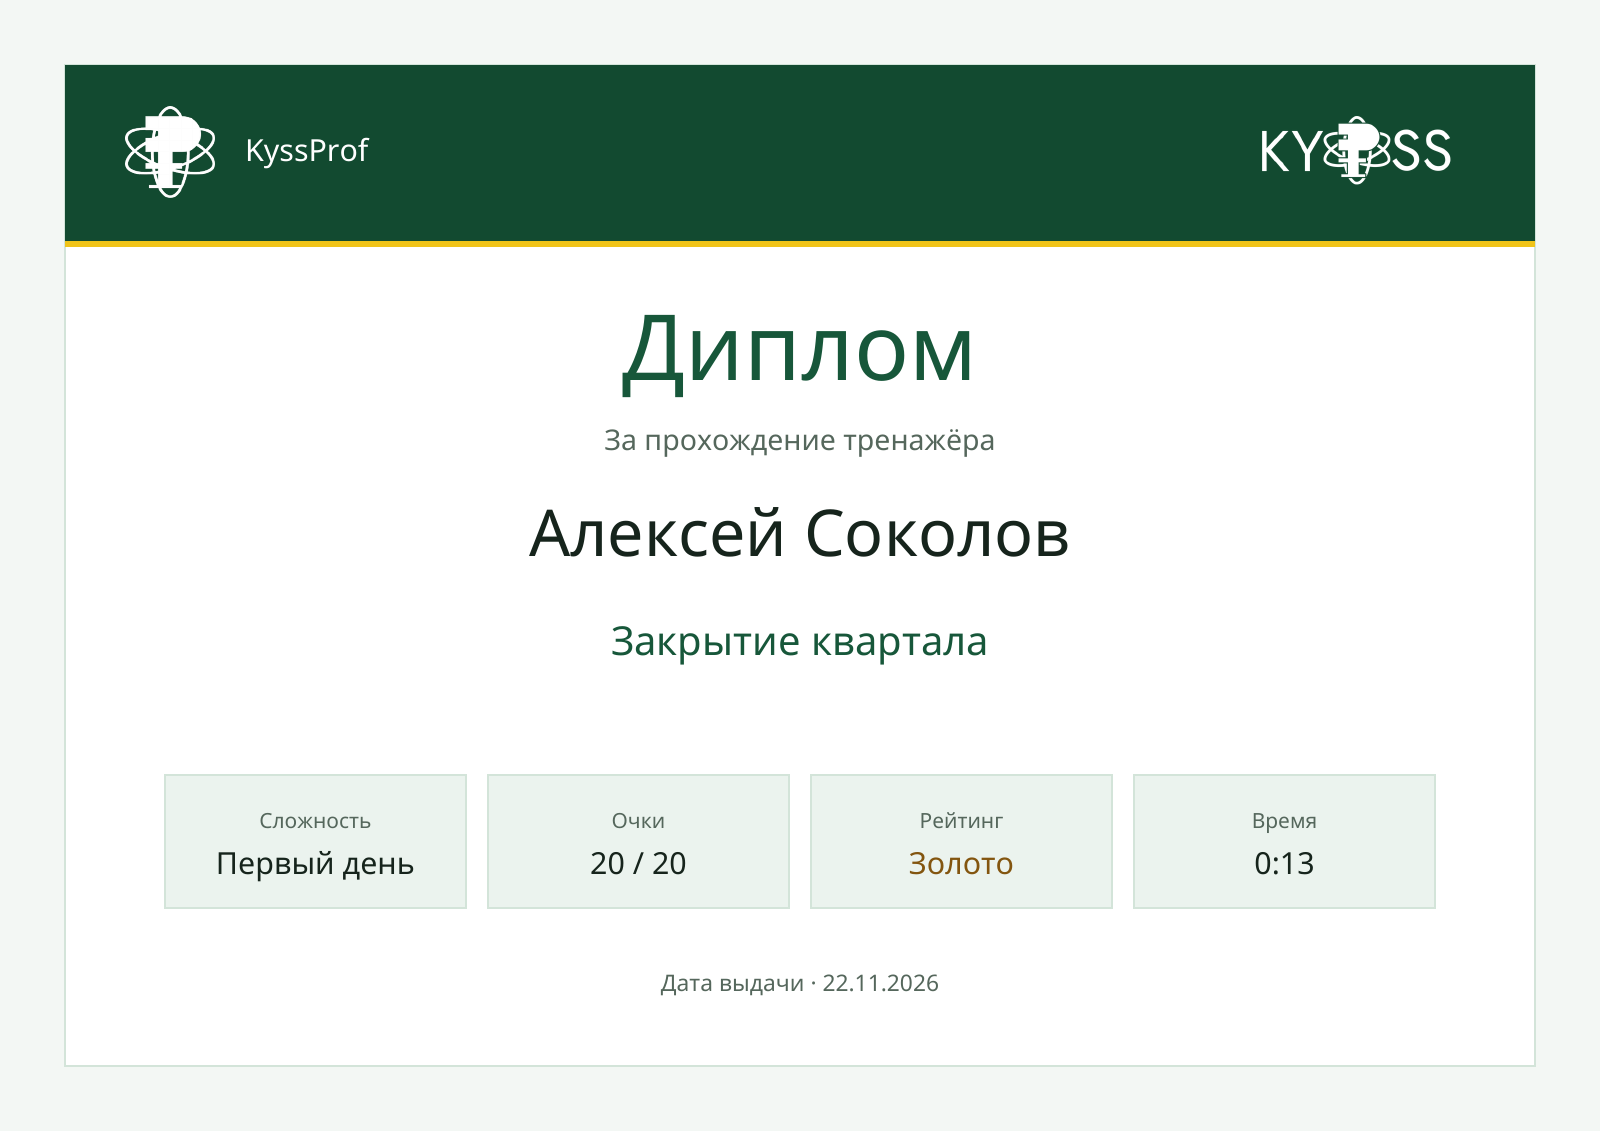 KyssProf
KYSS
Диплом
За прохождение тренажёра
Алексей Соколов
Закрытие квартала
Сложность
Первый день
Очки
20 / 20
Рейтинг
Золото
Время
0:13
Дата выдачи · 22.11.2026